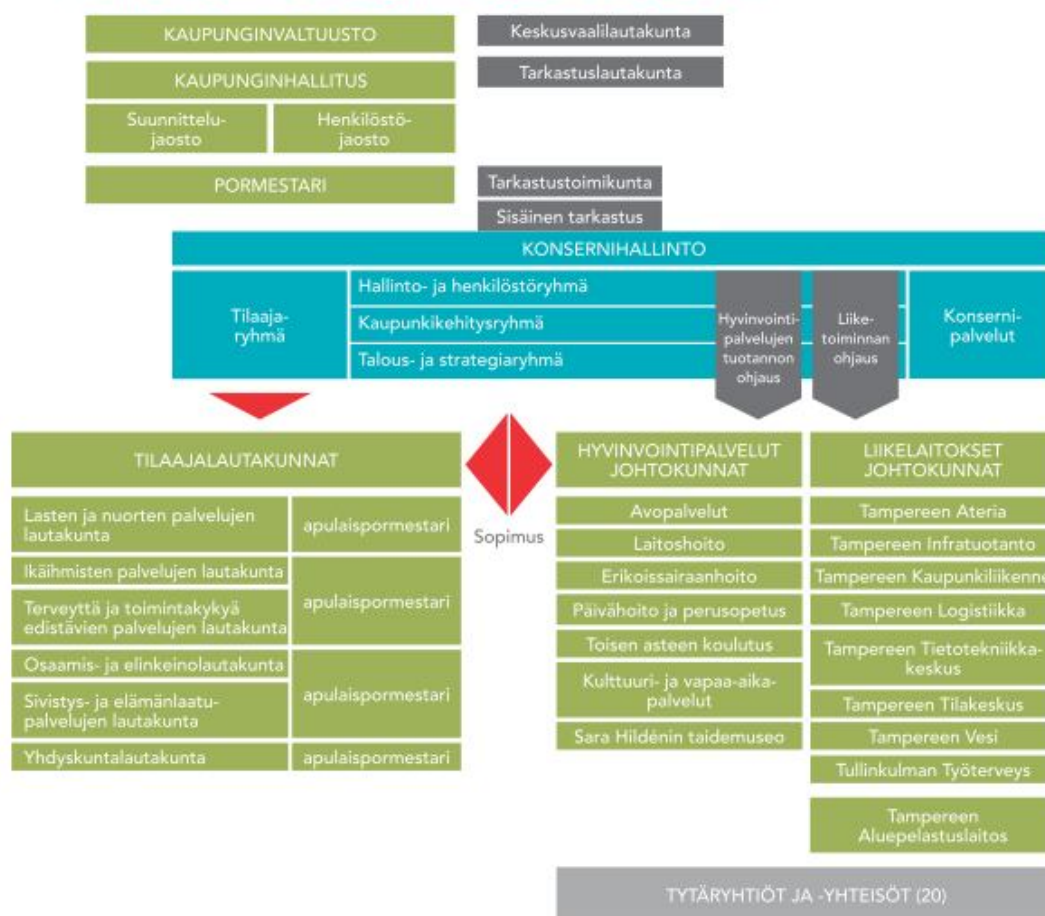 KAUPUNGINVALTUUSTO
Keskusvaalilautakunta
KAUPUNGINHALLITUS
Tarkastuslautakunta
Suunnittelu-
jaosto
Henkilöstö-
jaosto
PORMESTARI
Tarkastustoimikunta
Sisäinen tarkastus
KONSERNIHALLINTO
Tilaaja-
ryhmä
Hallinto- ja henkilöstöryhmä
Kaupunkikehitysryhmä
Talous- ja strategiaryhmä
Hyvinvointi-
palvelujen
tuotannon
ohjaus
Liike-
toiminnan
ohjaus
Konserni-
palvelut
TILAAJALAUTAKUNNAT
Lasten ja nuorten palvelujen
lautakunta
apulaispormestari
Ikäihmisten palvelujen lautakunta
Terveyttä ja toimintakykyä
edistävien palvelujen lautakunta
apulaispormestari
Osaamis- ja elinkeinolautakunta
Sivistys- ja elämänlaatu-
palvelujen lautakunta
apulaispormestari
Yhdyskuntalautakunta
apulaispormestari
Sopimus
HYVINVOINTIPALVELUT
JOHTOKUNNAT
Avopalvelut
Laitoshoito
Erikoissairaanhoito
Päivähoito ja perusopetus
Toisen asteen koulutus
Kulttuuri- ja vapaa-aika-
palvelut
Sara Hildénin taidemuseo
LIIKELAITOKSET
JOHTOKUNNAT
Tampereen Ateria
Tampereen Infratuotanto
Tampereen Kaupunkiliikenne
Tampereen Logistiikka
Tampereen Tietotekniikka-
keskus
Tampereen Tilakeskus
Tampereen Vesi
Tullinkulman Työterveys
Tampereen
Aluepelastuslaitos
TYTÄRYHTIÖT JA -YHTEISÖT (20)